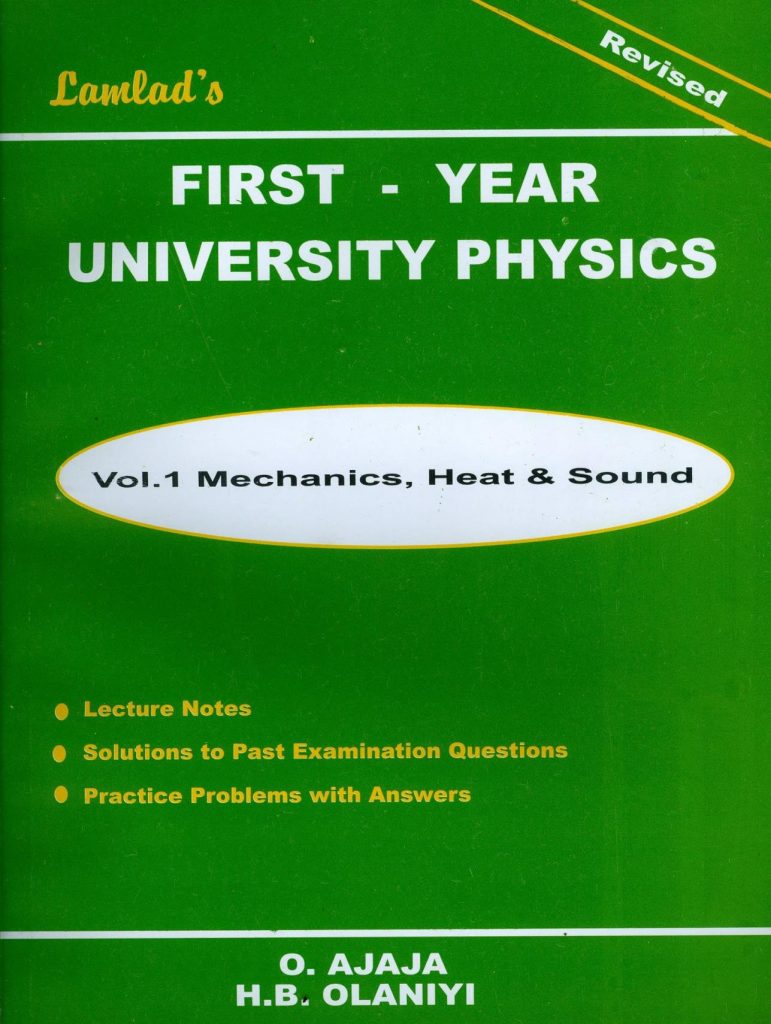 Revised
Lamlad's
FIRST - YEAR
UNIVERSITY PHYSICS
Vol.1 Mechanics, Heat & Sound
Lecture Notes
Solutions to Past Examination Questions
Practice Problems with Answers
O. AJAJA
H.B. OLANIYI